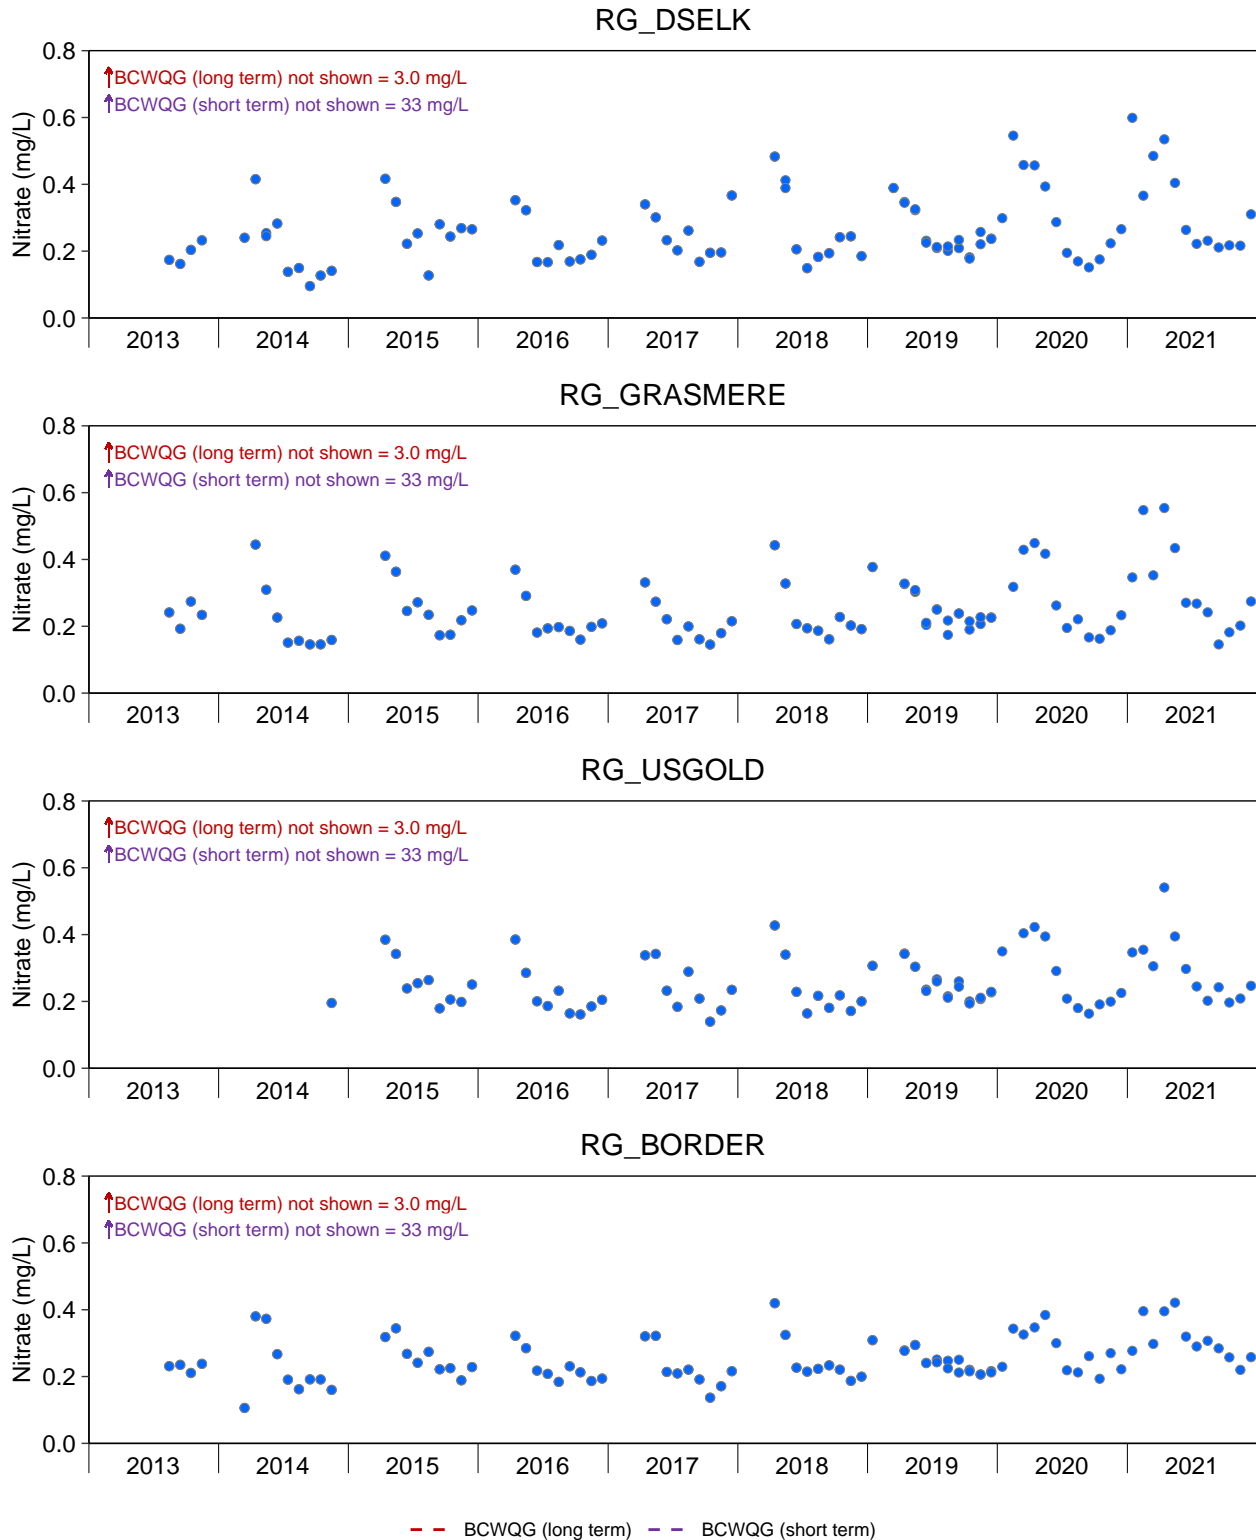 RG_DSELK
Nitrate (mg/L)
0.8
0.6
0.4
0.2
0.0
↑BCWQG (long term) not shown = 3.0 mg/L
↑BCWQG (short term) not shown = 33 mg/L
2013 2014 2015 2016 2017 2018 2019 2020 2021
RG_GRASMERE
Nitrate (mg/L)
0.8
0.6
0.4
0.2
0.0
↑BCWQG (long term) not shown = 3.0 mg/L
↑BCWQG (short term) not shown = 33 mg/L
2013 2014 2015 2016 2017 2018 2019 2020 2021
RG_USGOLD
Nitrate (mg/L)
0.8
0.6
0.4
0.2
0.0
↑BCWQG (long term) not shown = 3.0 mg/L
↑BCWQG (short term) not shown = 33 mg/L
2013 2014 2015 2016 2017 2018 2019 2020 2021
RG_BORDER
Nitrate (mg/L)
0.8
0.6
0.4
0.2
0.0
↑BCWQG (long term) not shown = 3.0 mg/L
↑BCWQG (short term) not shown = 33 mg/L
2013 2014 2015 2016 2017 2018 2019 2020 2021
BCWQG (long term) BCWQG (short term)